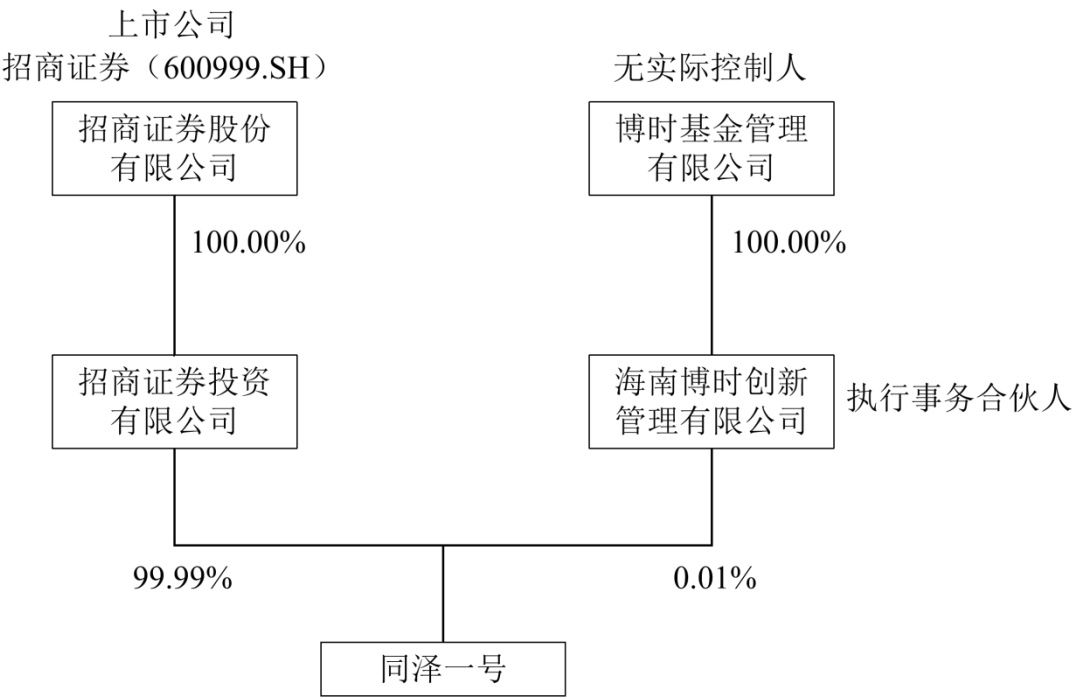 上市公司
招商证券（600999.SH）
无实际控制人
招商证券股份
有限公司
博时基金管理
有限公司
100.00%
100.00%
招商证券投资
有限公司
海南博时创新
管理有限公司
执行事务合伙人
99.99%
0.01%
同泽一号